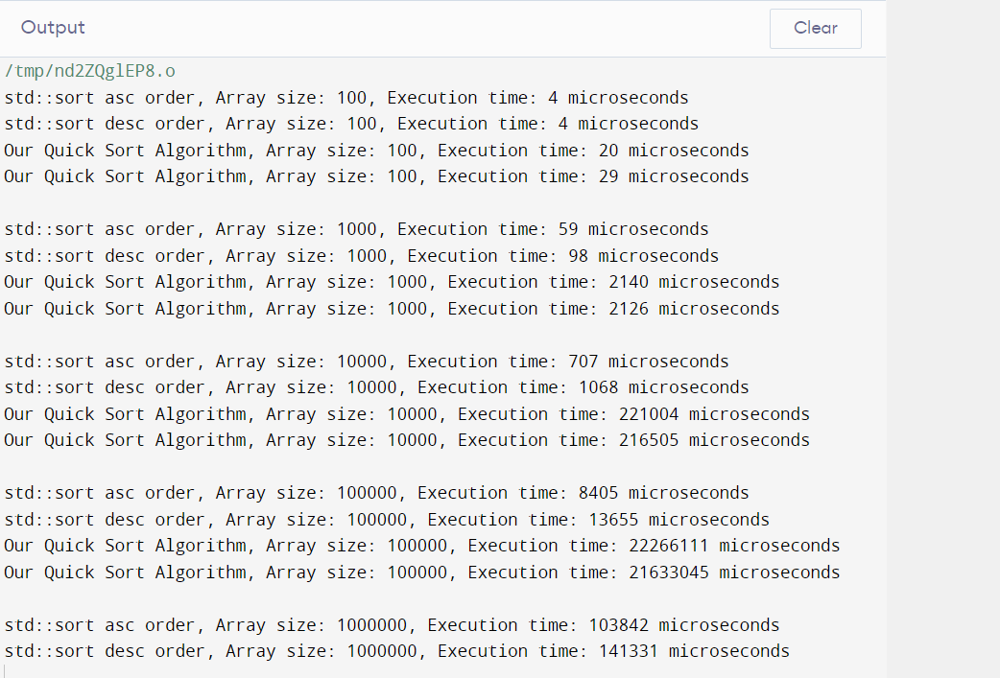 Output
Clear
/tmp/nd2ZQglEP8.o
std::sort asc order, Array size: 100, Execution time: 4 microseconds
std::sort desc order, Array size: 100, Execution time: 4 microseconds
Our Quick Sort Algorithm, Array size: 100, Execution time: 20 microseconds
Our Quick Sort Algorithm, Array size: 100, Execution time: 29 microseconds
std::sort asc order, Array size: 1000, Execution time: 59 microseconds
std::sort desc order, Array size: 1000, Execution time: 98 microseconds
Our Quick Sort Algorithm, Array size: 1000, Execution time: 2140 microseconds
Our Quick Sort Algorithm, Array size: 1000, Execution time: 2126 microseconds
std::sort asc order, Array size: 10000, Execution time: 707 microseconds
std::sort desc order, Array size: 10000, Execution time: 1068 microseconds
Our Quick Sort Algorithm, Array size: 10000, Execution time: 221004 microseconds
Our Quick Sort Algorithm, Array size: 10000, Execution time: 216505 microseconds
std::sort asc order, Array size: 100000, Execution time: 8405 microseconds
std::sort desc order, Array size: 100000, Execution time: 13655 microseconds
Our Quick Sort Algorithm, Array size: 100000, Execution time: 22266111 microseconds
Our Quick Sort Algorithm, Array size: 100000, Execution time: 21633045 microseconds
std::sort asc order, Array size: 1000000, Execution time: 103842 microseconds
std::sort desc order, Array size: 1000000, Execution time: 141331 microseconds